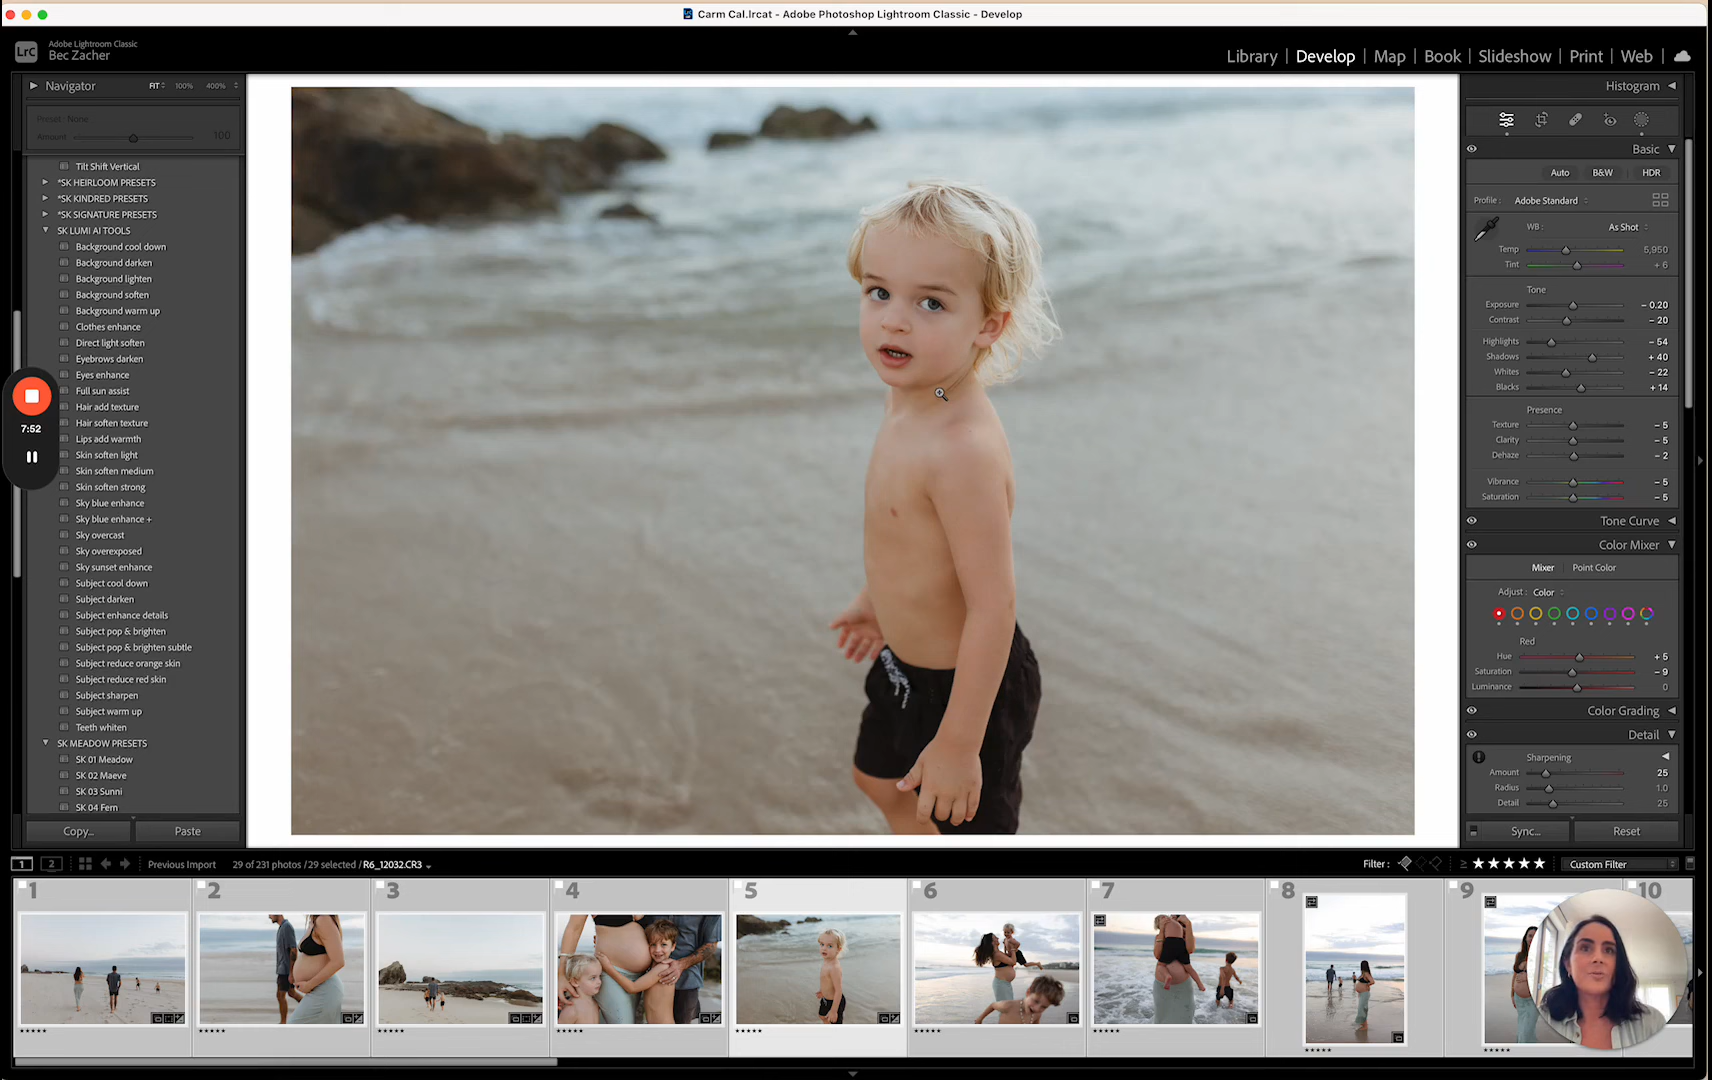 Carm Cal.lrcat - Adobe Photoshop Lightroom Classic - Develop
LrC
Adobe Lightroom Classic
Bec Zacher
Library | Develop | Map | Book | Slideshow | Print | Web
Navigator FIT 100% 400%
Preset: None
Amount 100
Tilt Shift Vertical
*SK HEIRLOOM PRESETS
*SK KINDRED PRESETS
*SK SIGNATURE PRESETS
SK LUMI AI TOOLS
Background cool down
Background darken
Background lighten
Background soften
Background warm up
Clothes enhance
Direct light soften
Eyebrows darken
Eyes enhance
Full sun assist
Hair add texture
Hair soften texture
Lips add warmth
Skin soften light
Skin soften medium
Skin soften strong
Sky blue enhance
Sky blue enhance +
Sky overcast
Sky overexposed
Sky sunset enhance
Subject cool down
Subject darken
Subject enhance details
Subject pop & brighten
Subject pop & brighten subtle
Subject reduce orange skin
Subject reduce red skin
Subject sharpen
Subject warm up
Teeth whiten
SK MEADOW PRESETS
SK 01 Meadow
SK 02 Maeve
SK 03 Sunni
SK 04 Fern
Copy... Paste
7:52
Histogram
Basic
Auto B&W HDR
Profile : Adobe Standard
WB : As Shot
Temp 5,950
Tint + 6
Tone
Exposure - 0.20
Contrast - 20
Highlights - 54
Shadows + 40
Whites - 22
Blacks + 14
Presence
Texture - 5
Clarity - 5
Dehaze - 2
Vibrance - 5
Saturation - 5
Tone Curve
Color Mixer
Mixer Point Color
Adjust : Color
Red
Hue + 5
Saturation - 9
Luminance 0
Color Grading
Detail
Sharpening
Amount 25
Radius 1.0
Detail 25
Sync... Reset
1 2 Previous Import 29 of 231 photos / 29 selected / R6_12032.CR3 Filter : ≥ ★★★★★ Custom Filter
1 2 3 4 5 6 7 8 9 10